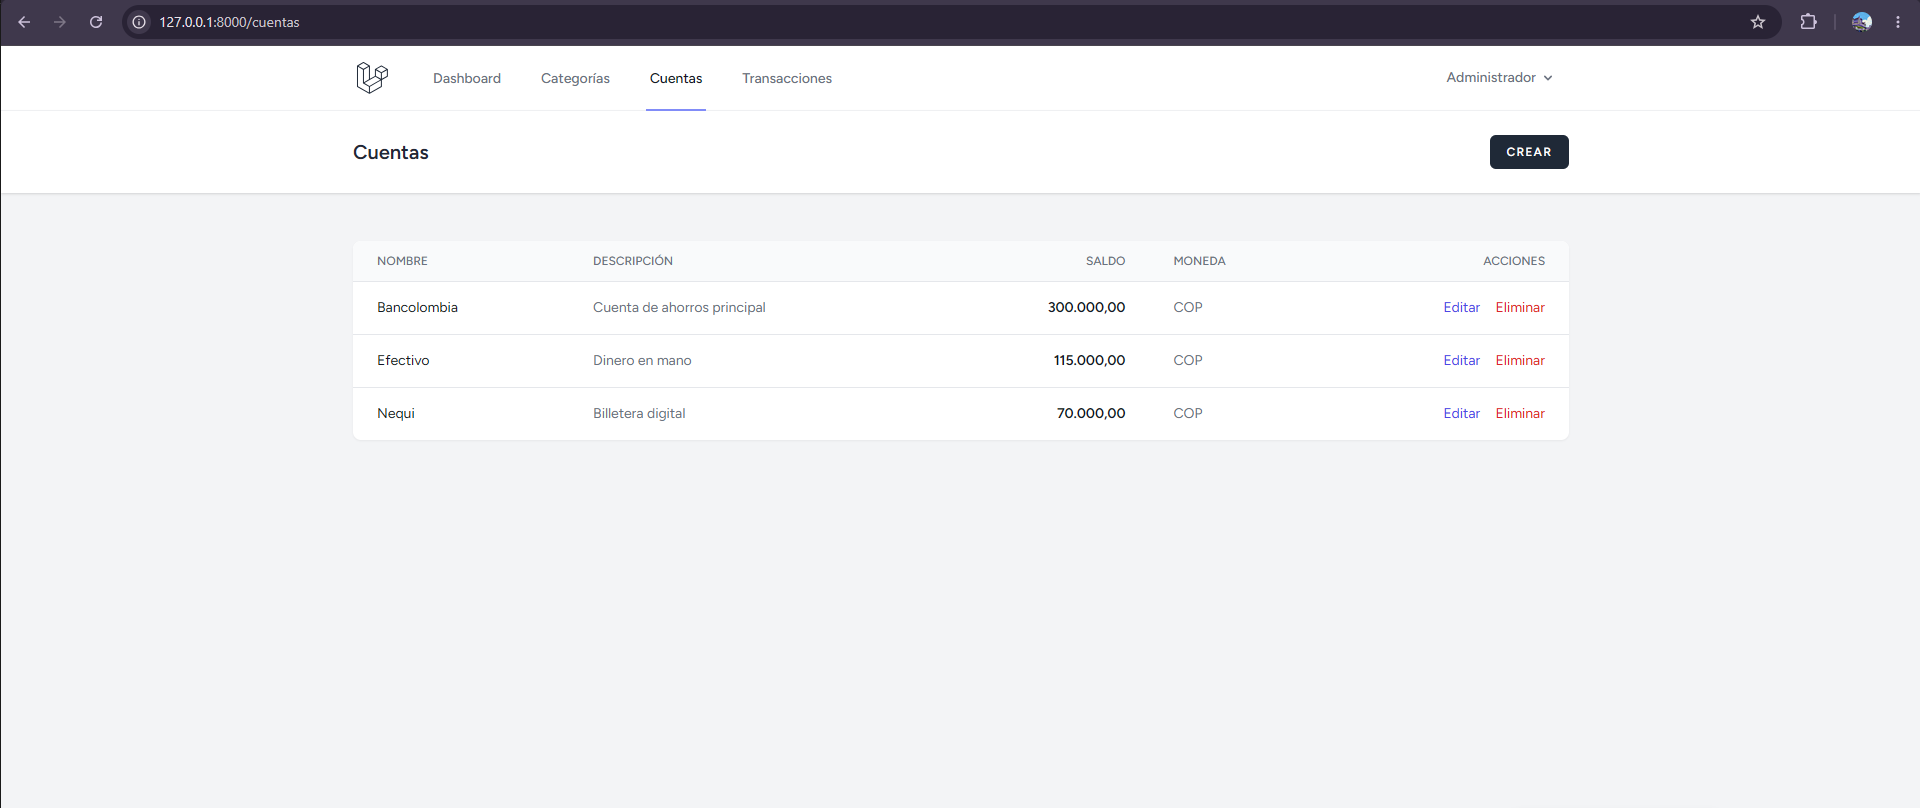 127.0.0.1:8000/cuentas
Dashboard Categorías Cuentas Transacciones Administrador
Cuentas CREAR
NOMBRE DESCRIPCIÓN SALDO MONEDA ACCIONES
Bancolombia Cuenta de ahorros principal 300.000,00 COP Editar Eliminar
Efectivo Dinero en mano 115.000,00 COP Editar Eliminar
Nequi Billetera digital 70.000,00 COP Editar Eliminar